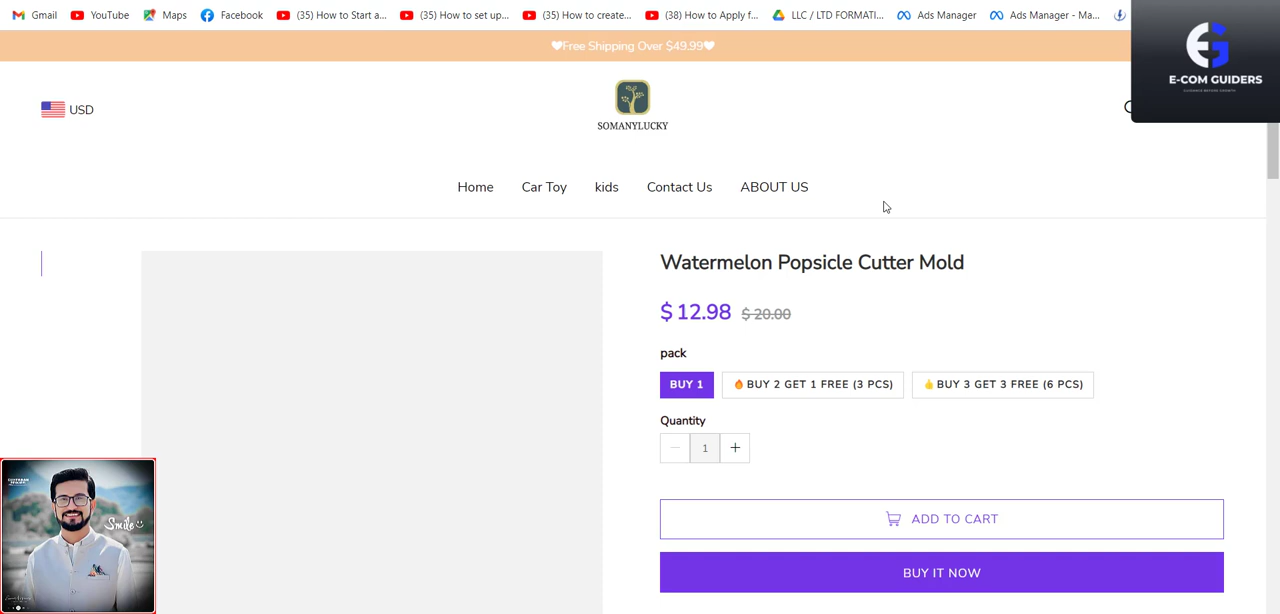 Gmail YouTube Maps Facebook (35) How to Start a... (35) How to set up... (35) How to create... (38) How to Apply f... LLC / LTD FORMATI... Ads Manager Ads Manager - Ma...
🤍Free Shipping Over $49.99🤍
E-COM GUIDERS
GUIDANCE BEFORE GROWTH
USD
SOMANYLUCKY
Home Car Toy kids Contact Us ABOUT US
Watermelon Popsicle Cutter Mold
$ 12.98 $ 20.00
pack
BUY 1 🔥BUY 2 GET 1 FREE (3 PCS) 👍BUY 3 GET 3 FREE (6 PCS)
Quantity
1
ADD TO CART
BUY IT NOW
Smile